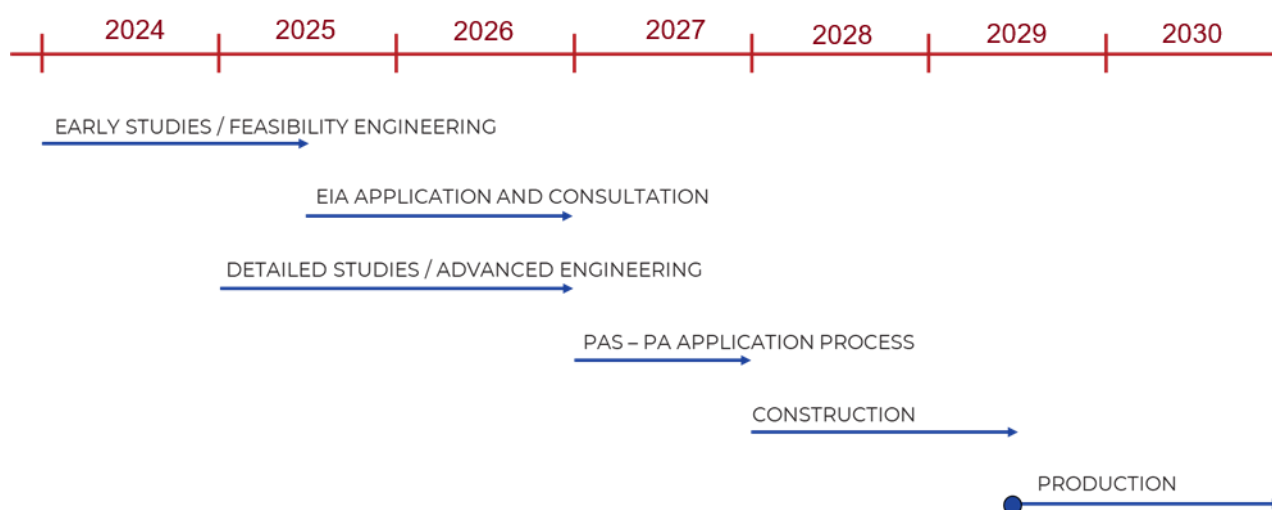 2024 2025 2026 2027 2028 2029 2030
EARLY STUDIES / FEASIBILITY ENGINEERING
EIA APPLICATION AND CONSULTATION
DETAILED STUDIES / ADVANCED ENGINEERING
PAS – PA APPLICATION PROCESS
CONSTRUCTION
PRODUCTION